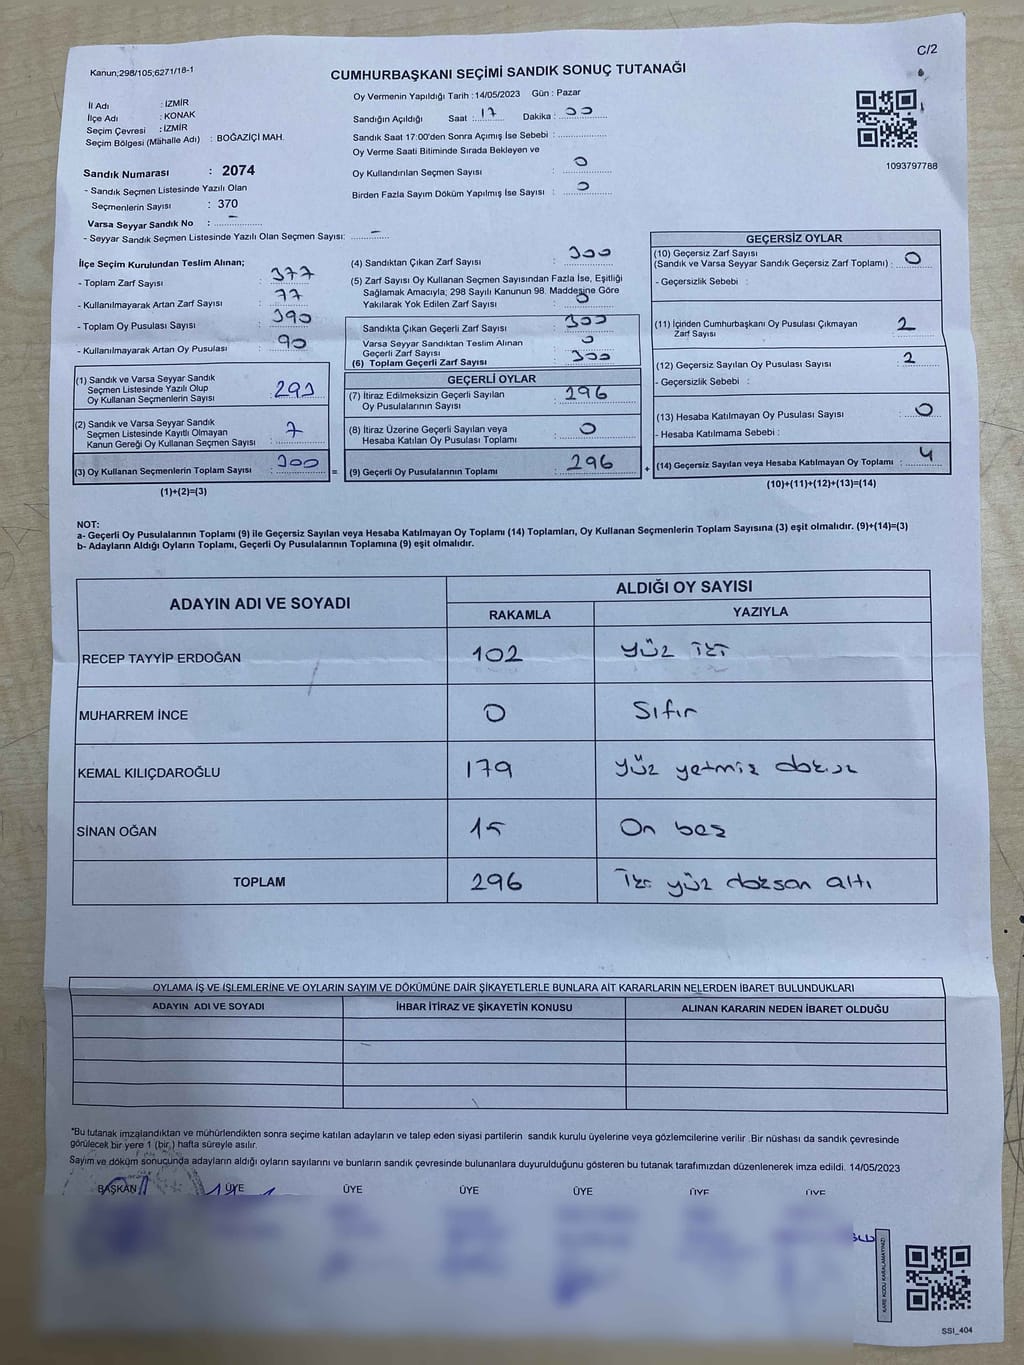 C/2
Kanun;298/105;6271/18-1
CUMHURBAŞKANI SEÇİMİ SANDIK SONUÇ TUTANAĞI
İl Adı : İZMİR
İlçe Adı : KONAK
Seçim Çevresi : İZMİR
Seçim Bölgesi (Mahalle Adı) : BOĞAZİÇİ MAH.
Oy Vermenin Yapıldığı Tarih :14/05/2023 Gün : Pazar
Sandığın Açıldığı Saat : 17 Dakika : 00
Sandık Saat 17:00'den Sonra Açımış İse Sebebi :
Oy Verme Saati Bitiminde Sırada Bekleyen ve
Oy Kullandırılan Seçmen Sayısı : 0
Birden Fazla Sayım Döküm Yapılmış İse Sayısı : 0
1093797788
Sandık Numarası : 2074
- Sandık Seçmen Listesinde Yazılı Olan
Seçmenlerin Sayısı : 370
Varsa Seyyar Sandık No : -
- Seyyar Sandık Seçmen Listesinde Yazılı Olan Seçmen Sayısı: -
İlçe Seçim Kurulundan Teslim Alınan;
- Toplam Zarf Sayısı : 377
- Kullanılmayarak Artan Zarf Sayısı : 77
- Toplam Oy Pusulası Sayısı : 390
- Kullanılmayarak Artan Oy Pusulası : 90
(1) Sandık ve Varsa Seyyar Sandık
Seçmen Listesinde Yazılı Olup
Oy Kullanan Seçmenlerin Sayısı : 293
(2) Sandık ve Varsa Seyyar Sandık
Seçmen Listesinde Kayıtlı Olmayan
Kanun Gereği Oy Kullanan Seçmen Sayısı : 7
(3) Oy Kullanan Seçmenlerin Toplam Sayısı : 300 =
(1)+(2)=(3)
(4) Sandıktan Çıkan Zarf Sayısı : 300
(5) Zarf Sayısı Oy Kullanan Seçmen Sayısından Fazla İse, Eşitliği
Sağlamak Amacıyla; 298 Sayılı Kanunun 98. Maddesine Göre
Yakılarak Yok Edilen Zarf Sayısı : 0
Sandıkta Çıkan Geçerli Zarf Sayısı : 300
Varsa Seyyar Sandıktan Teslim Alınan
Geçerli Zarf Sayısı : 0
(6) Toplam Geçerli Zarf Sayısı : 300
GEÇERLİ OYLAR
(7) İtiraz Edilmeksizin Geçerli Sayılan
Oy Pusulalarının Sayısı : 296
(8) İtiraz Üzerine Geçerli Sayılan veya
Hesaba Katılan Oy Pusulası Toplamı : 0
(9) Geçerli Oy Pusulalarının Toplamı : 296 +
GEÇERSİZ OYLAR
(10) Geçersiz Zarf Sayısı
(Sandık ve Varsa Seyyar Sandık Geçersiz Zarf Toplamı) : 0
- Geçersizlik Sebebi :
(11) İçinden Cumhurbaşkanı Oy Pusulası Çıkmayan
Zarf Sayısı : 2
(12) Geçersiz Sayılan Oy Pusulası Sayısı : 2
- Geçersizlik Sebebi :
(13) Hesaba Katılmayan Oy Pusulası Sayısı : 0
- Hesaba Katılmama Sebebi :
(14) Geçersiz Sayılan veya Hesaba Katılmayan Oy Toplamı : 4
(10)+(11)+(12)+(13)=(14)
NOT:
a- Geçerli Oy Pusulalarının Toplamı (9) ile Geçersiz Sayılan veya Hesaba Katılmayan Oy Toplamı (14) Toplamları, Oy Kullanan Seçmenlerin Toplam Sayısına (3) eşit olmalıdır. (9)+(14)=(3)
b- Adayların Aldığı Oyların Toplamı, Geçerli Oy Pusulalarının Toplamına (9) eşit olmalıdır.
ADAYIN ADI VE SOYADI ALDIĞI OY SAYISI
RAKAMLA YAZIYLA
RECEP TAYYİP ERDOĞAN 102 yüz iki
MUHARREM İNCE 0 Sıfır
KEMAL KILIÇDAROĞLU 179 yüz yetmiş dokuz
SİNAN OĞAN 15 On beş
TOPLAM 296 İki yüz doksan altı
OYLAMA İŞ VE İŞLEMLERİNE VE OYLARIN SAYIM VE DÖKÜMÜNE DAİR ŞİKAYETLERLE BUNLARA AİT KARARLARIN NELERDEN İBARET BULUNDUKLARI
ADAYIN ADI VE SOYADI İHBAR İTİRAZ VE ŞİKAYETİN KONUSU ALINAN KARARIN NEDEN İBARET OLDUĞU
*Bu tutanak imzalandıktan ve mühürlendikten sonra seçime katılan adayların ve talep eden siyasi partilerin sandık kurulu üyelerine veya gözlemcilerine verilir .Bir nüshası da sandık çevresinde
görülecek bir yere 1 (bir ) hafta süreyle asılır.
Sayım ve döküm sonucunda adayların aldığı oyların sayılarını ve bunların sandık çevresinde bulunanlara duyurulduğunu gösteren bu tutanak tarafımızdan düzenlenerek imza edildi. 14/05/2023
BAŞKAN ÜYE ÜYE ÜYE ÜYE ÜYE ÜYE
KARE KODU KARALAMAYINIZ!
SSI_404